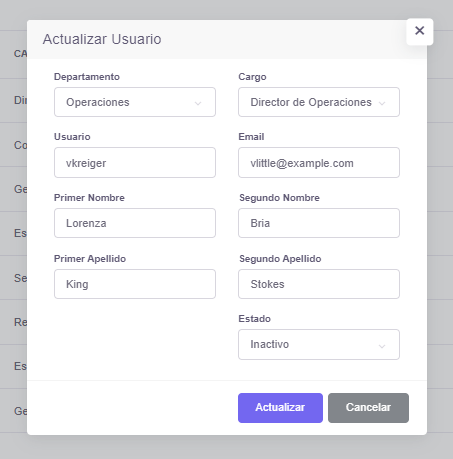 Actualizar Usuario
Departamento
Cargo
Operaciones
Director de Operaciones
Usuario
Email
vkreiger
vlittle@example.com
Primer Nombre
Segundo Nombre
Lorenza
Bria
Primer Apellido
Segundo Apellido
King
Stokes
Estado
Inactivo
Actualizar
Cancelar
CA
Dir
Co
Ge
Es
Se
Re
Es
Ge